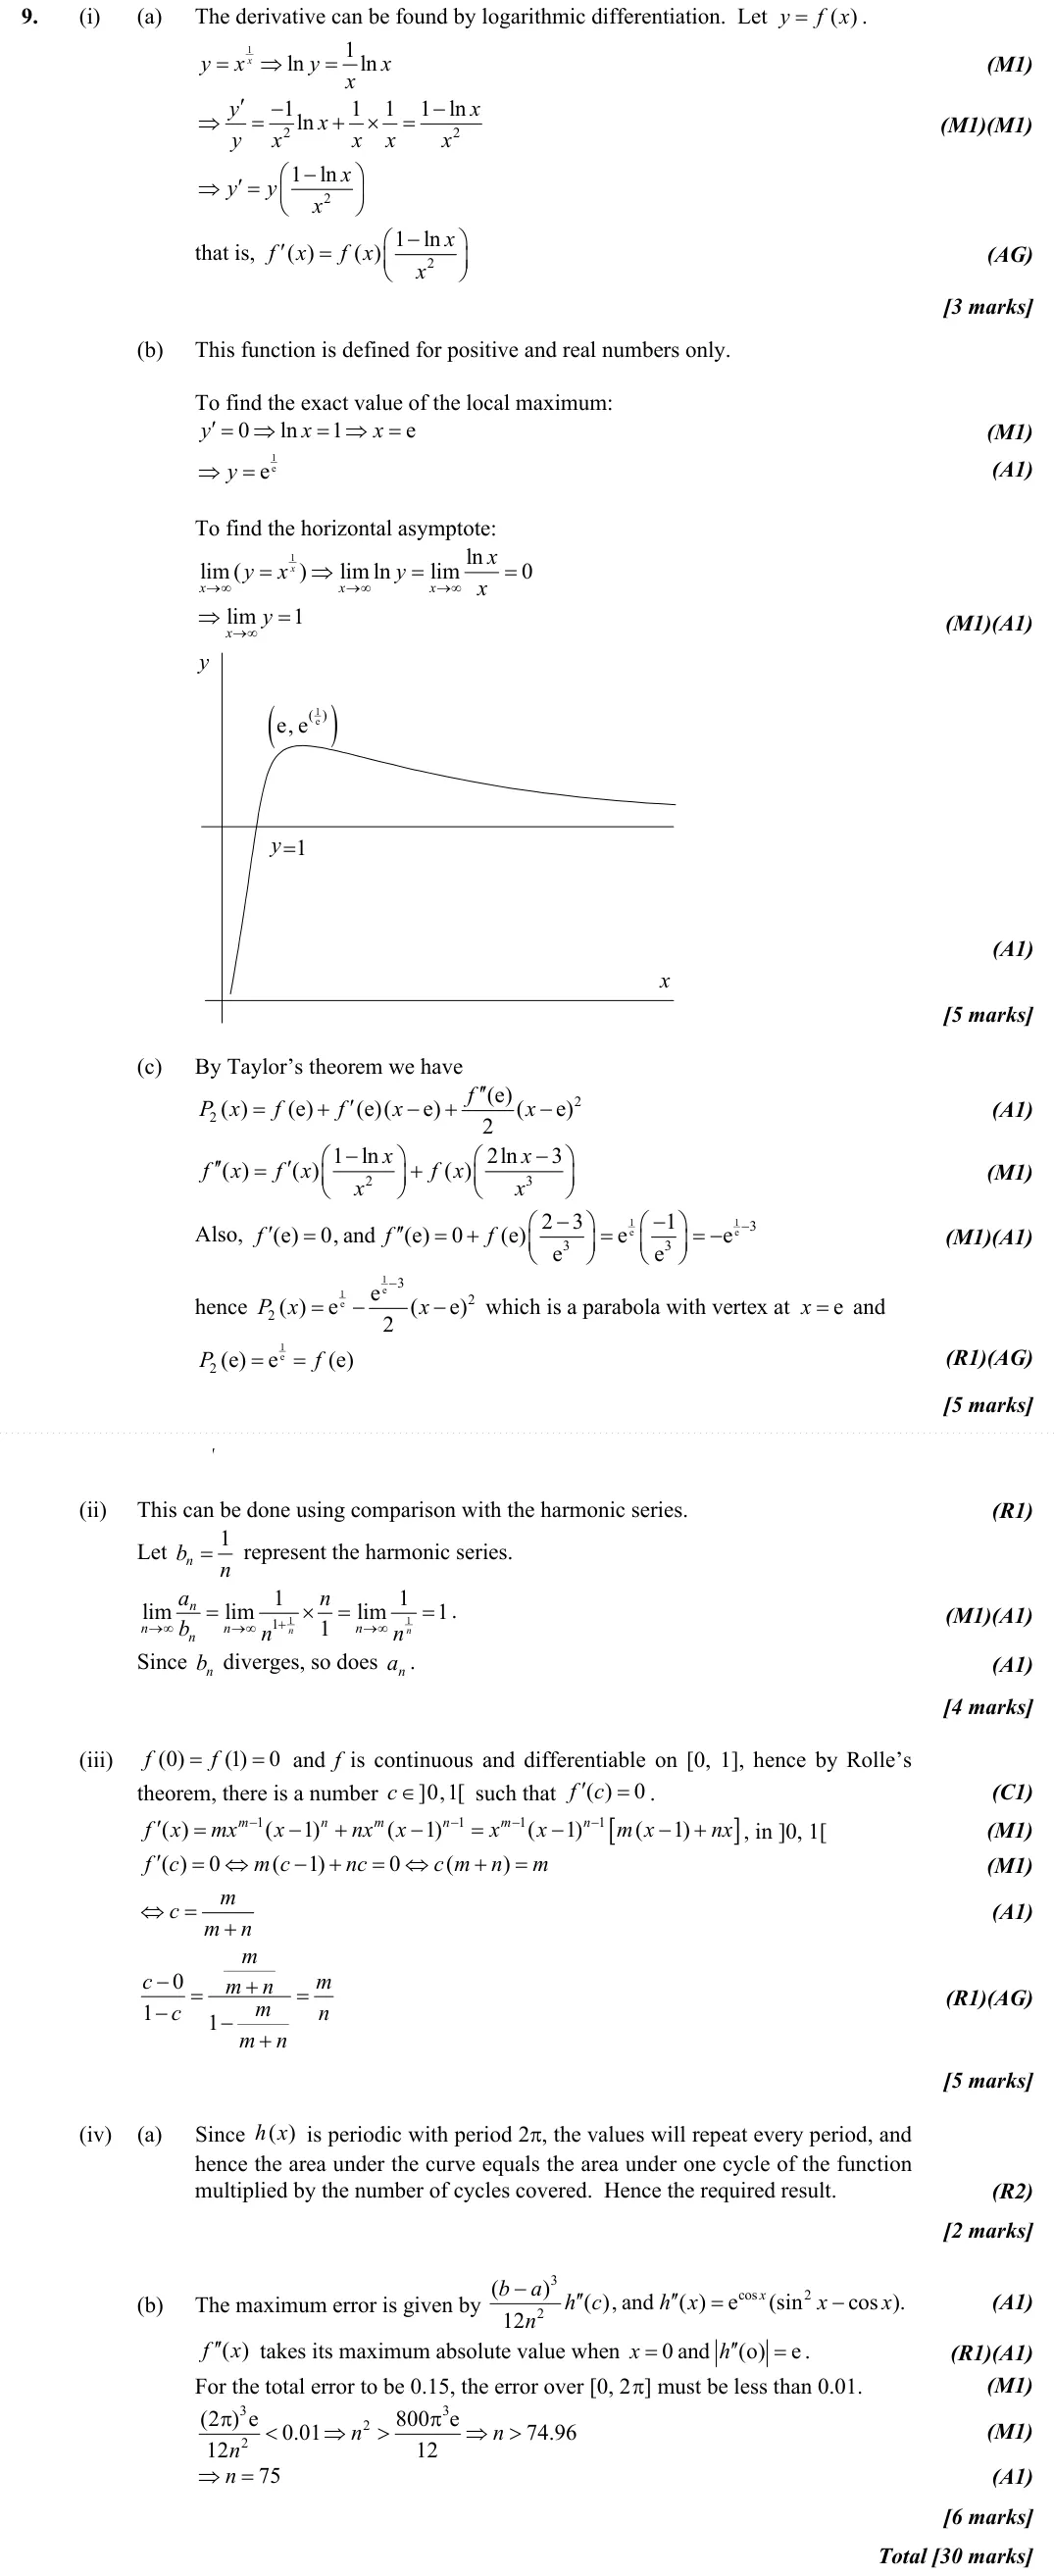 9. (i) (a) The derivative can be found by logarithmic differentiation. Let y = f(x).
y = x^(1/x) ⇒ ln y = (1/x) ln x (M1)
⇒ y′/y = (−1/x²) ln x + (1/x) × (1/x) = (1 − ln x)/x² (M1)(M1)
⇒ y′ = y((1 − ln x)/x²)
that is, f′(x) = f(x)((1 − ln x)/x²) (AG)
[3 marks]
(b) This function is defined for positive and real numbers only.
To find the exact value of the local maximum:
y′ = 0 ⇒ ln x = 1 ⇒ x = e (M1)
⇒ y = e^(1/e) (A1)
To find the horizontal asymptote:
lim_(x→∞) (y = x^(1/x)) ⇒ lim_(x→∞) ln y = lim_(x→∞) (ln x)/x = 0
⇒ lim_(x→∞) y = 1 (M1)(A1)
y
(e, e^(1/e))
y=1
(A1)
x
[5 marks]
(c) By Taylor's theorem we have
P₂(x) = f(e) + f′(e)(x − e) + (f″(e)/2)(x − e)² (A1)
f″(x) = f′(x)((1 − ln x)/x²) + f(x)((2 ln x − 3)/x³) (M1)
Also, f′(e) = 0, and f″(e) = 0 + f(e)((2 − 3)/e³) = e^(1/e)(−1/e³) = −e^(1/e − 3) (M1)(A1)
hence P₂(x) = e^(1/e) − (e^(1/e − 3)/2)(x − e)² which is a parabola with vertex at x = e and
P₂(e) = e^(1/e) = f(e) (R1)(AG)
[5 marks]
(ii) This can be done using comparison with the harmonic series. (R1)
Let bₙ = 1/n represent the harmonic series.
lim_(n→∞) aₙ/bₙ = lim_(n→∞) 1/n^(1+1/n) × n/1 = lim_(n→∞) 1/n^(1/n) = 1. (M1)(A1)
Since bₙ diverges, so does aₙ. (A1)
[4 marks]
(iii) f(0) = f(1) = 0 and f is continuous and differentiable on [0, 1], hence by Rolle's
theorem, there is a number c ∈ ]0, 1[ such that f′(c) = 0. (C1)
f′(x) = mx^(m−1)(x − 1)^n + nx^m(x − 1)^(n−1) = x^(m−1)(x − 1)^(n−1)[m(x − 1) + nx], in ]0, 1[ (M1)
f′(c) = 0 ⇔ m(c − 1) + nc = 0 ⇔ c(m + n) = m (M1)
⇔ c = m/(m + n) (A1)
(c − 0)/(1 − c) = (m/(m + n))/(1 − m/(m + n)) = m/n (R1)(AG)
[5 marks]
(iv) (a) Since h(x) is periodic with period 2π, the values will repeat every period, and
hence the area under the curve equals the area under one cycle of the function
multiplied by the number of cycles covered. Hence the required result. (R2)
[2 marks]
(b) The maximum error is given by ((b − a)³/12n²) h″(c), and h″(x) = e^(cos x)(sin² x − cos x). (A1)
f″(x) takes its maximum absolute value when x = 0 and |h″(o)| = e. (R1)(A1)
For the total error to be 0.15, the error over [0, 2π] must be less than 0.01. (M1)
(2π)³e/12n² < 0.01 ⇒ n² > 800π³e/12 ⇒ n > 74.96 (M1)
⇒ n = 75 (A1)
[6 marks]
Total [30 marks]